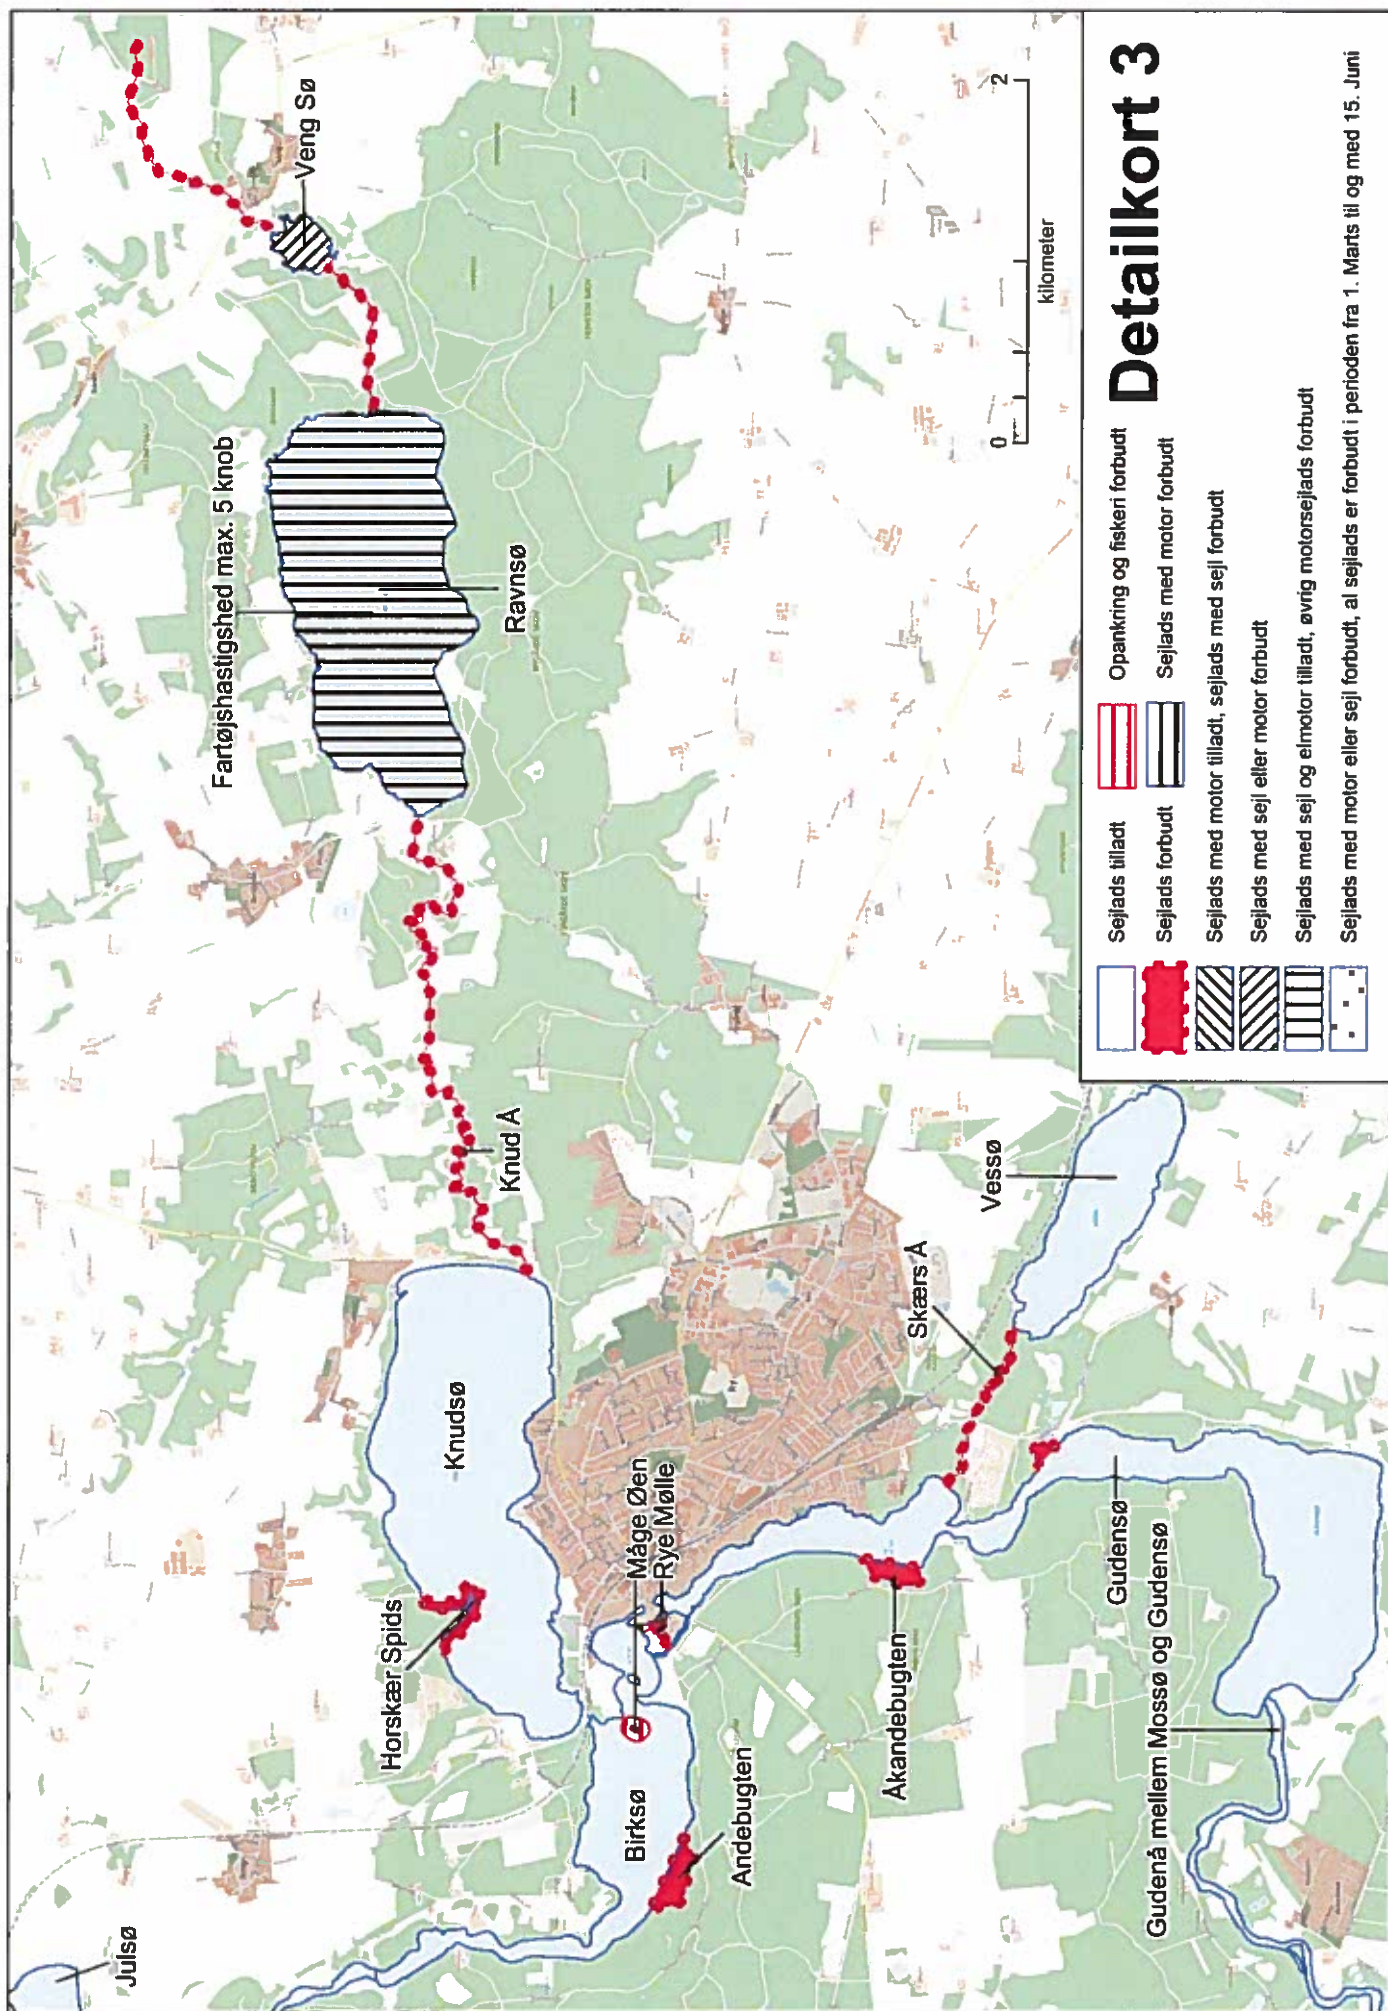 Julsø
Veng Sø
Fartøjshastigshed max. 5 knob
Ravnsø
Knud Å
Knudsø
Horskær Spids
Måge Øen
Rye Mølle
Birksø
Andebugten
Åkandebugten
Skærs Å
Vessø
Gudensø
Gudenå mellem Mossø og Gudensø
Ry
0
2
kilometer
Detailkort 3
Sejlads tilladt
Opankring og fiskeri forbudt
Sejlads forbudt
Sejlads med motor forbudt
Sejlads med motor tilladt, sejlads med sejl forbudt
Sejlads med sejl eller motor forbudt
Sejlads med sejl og elmotor tilladt, øvrig motorsejlads forbudt
Sejlads med motor eller sejl forbudt, al sejlads er forbudt i perioden fra 1. Marts til og med 15. Juni